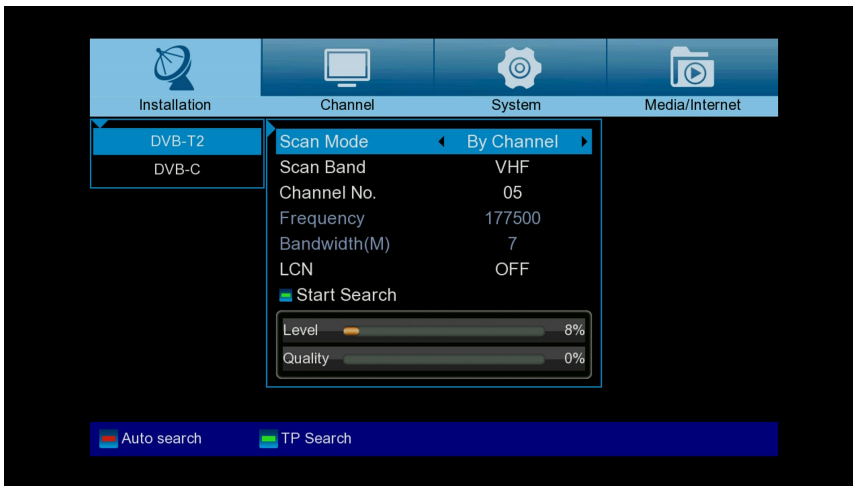 Installation Channel System Media/Internet
DVB-T2
DVB-C
Scan Mode By Channel
Scan Band VHF
Channel No. 05
Frequency 177500
Bandwidth(M) 7
LCN OFF
Start Search
Level 8%
Quality 0%
Auto search TP Search